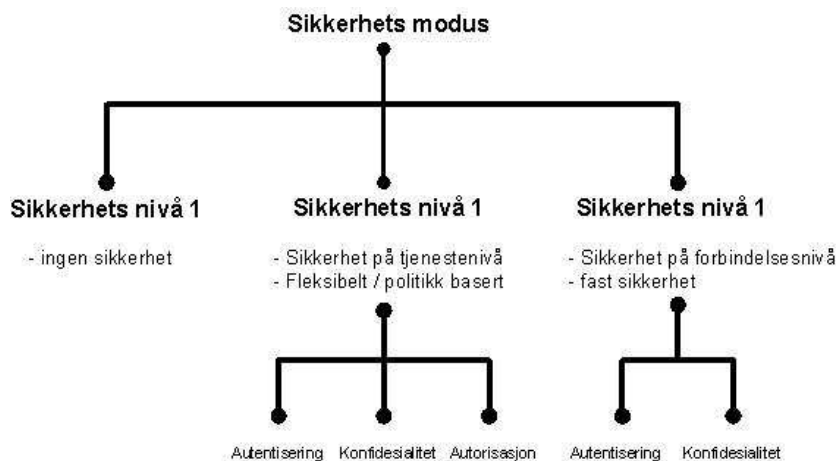 Sikkerhets modus
Sikkerhets nivå 1
- ingen sikkerhet
Sikkerhets nivå 1
- Sikkerhet på tjenestenivå
- Fleksibelt / politikk basert
Sikkerhets nivå 1
- Sikkerhet på forbindelsesnivå
- fast sikkerhet
Autentisering
Konfidesialitet
Autorisasjon
Autentisering
Konfidesialitet